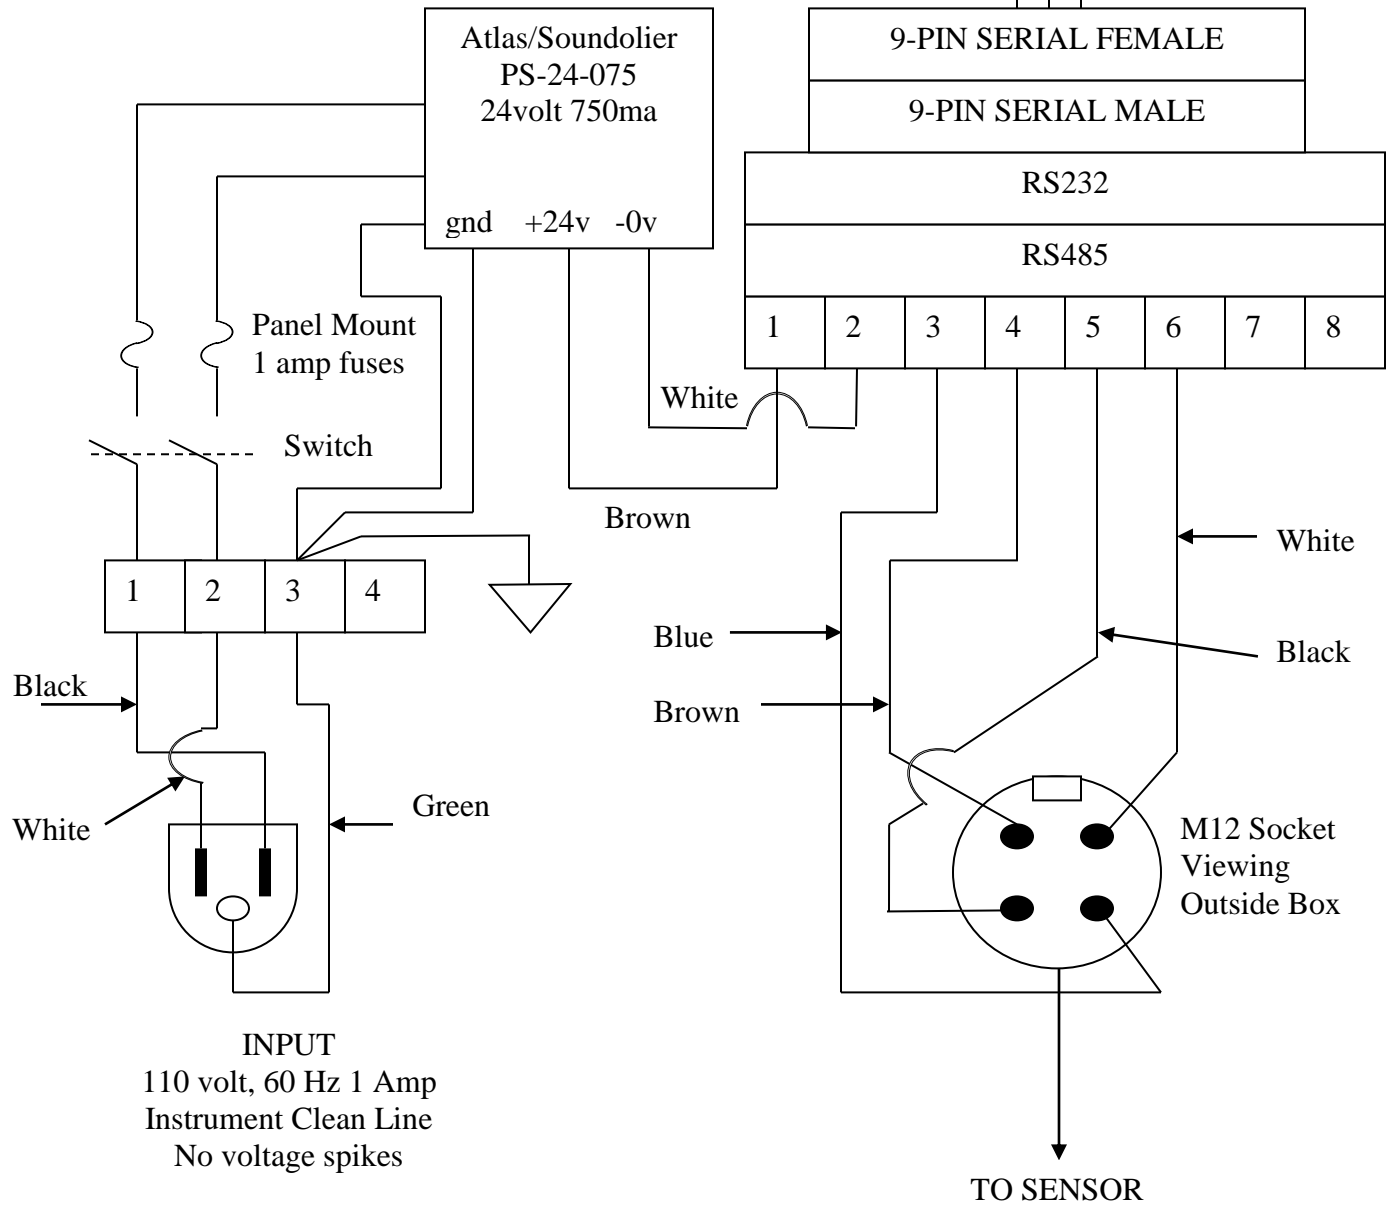 Atlas/Soundolier
PS-24-075
24volt 750ma
gnd +24v -0v
9-PIN SERIAL FEMALE
9-PIN SERIAL MALE
RS232
RS485
1 2 3 4 5 6 7 8
Panel Mount
1 amp fuses
White
Switch
Brown
White
1 2 3 4
Blue
Black
Black
Brown
Green
White
M12 Socket
Viewing
Outside Box
INPUT
110 volt, 60 Hz 1 Amp
Instrument Clean Line
No voltage spikes
TO SENSOR